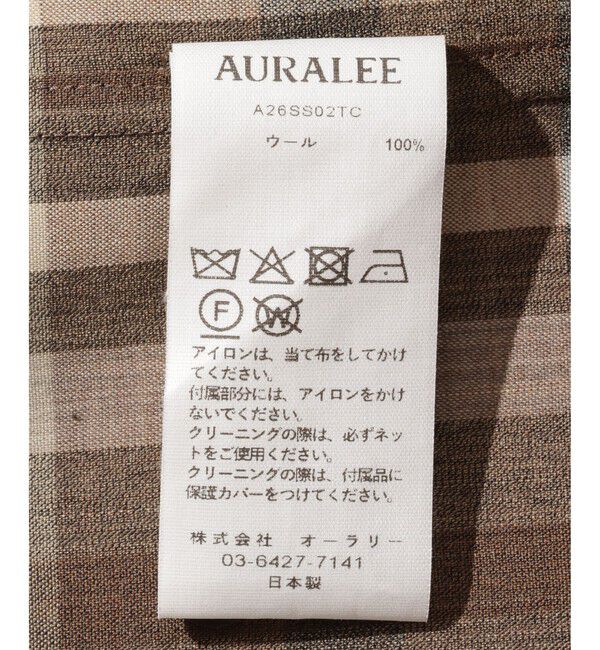 AURALEE
A26SS02TC
ウール 100%
F W
アイロンは、当て布をしてかけ
てください。
付属部分には、アイロンをかけ
ないでください。
クリーニングの際は、必ずネッ
トをご使用ください。
クリーニングの際は、付属品に
保護カバーをつけてください。
株式会社 オーラリー
03-6427-7141
日本製